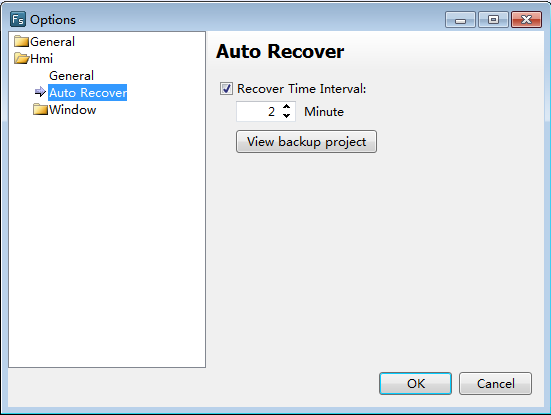 Fs Options
General
Hmi
General
Auto Recover
Window
Auto Recover
Recover Time Interval:
2 Minute
View backup project
OK Cancel